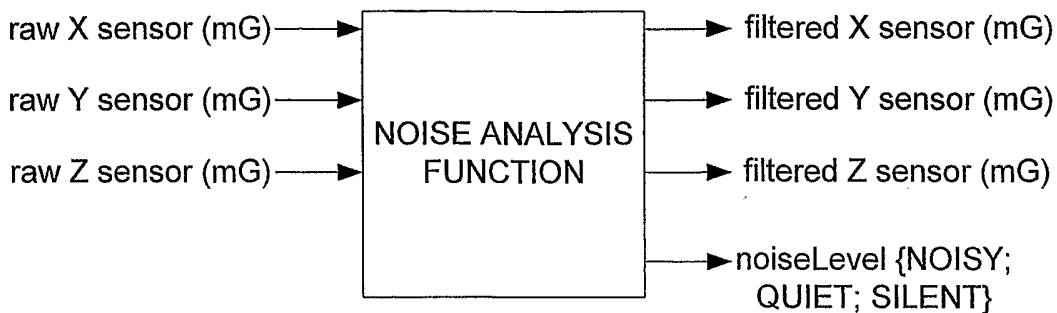 raw X sensor (mG)
raw Y sensor (mG)
raw Z sensor (mG)
NOISE ANALYSIS
FUNCTION
filtered X sensor (mG)
filtered Y sensor (mG)
filtered Z sensor (mG)
noiseLevel {NOISY;
QUIET; SILENT}